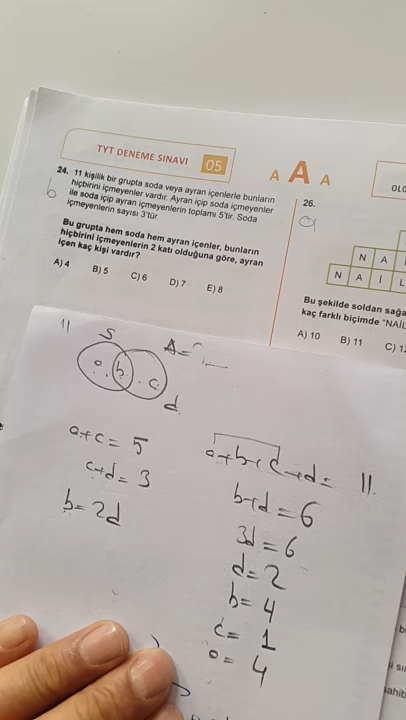 TYT DENEME SINAVI 05
A A A
24. 11 kişilik bir grupta soda veya ayran içenlerle bunların
hiçbirini içmeyenler vardır. Ayran içip soda içmeyenler
ile soda içip ayran içmeyenlerin toplamı 5'tir. Soda
içmeyenlerin sayısı 3'tür.
Bu grupta hem soda hem ayran içenler, bunların
hiçbirini içmeyenlerin 2 katı olduğuna göre, ayran
içen kaç kişi vardır?
A) 4 B) 5 C) 6 D) 7 E) 8
26.
N A
N A İ L
Bu şekilde soldan sağa
kaç farklı biçimde "NAİL
A) 10 B) 11 C) 1
11 S A = ?
a b c
d
a+c = 5
c+d = 3
b = 2d
a+b+c+d = 11.
b+d = 6
3d = 6
d = 2
b = 4
c = 1
a = 4